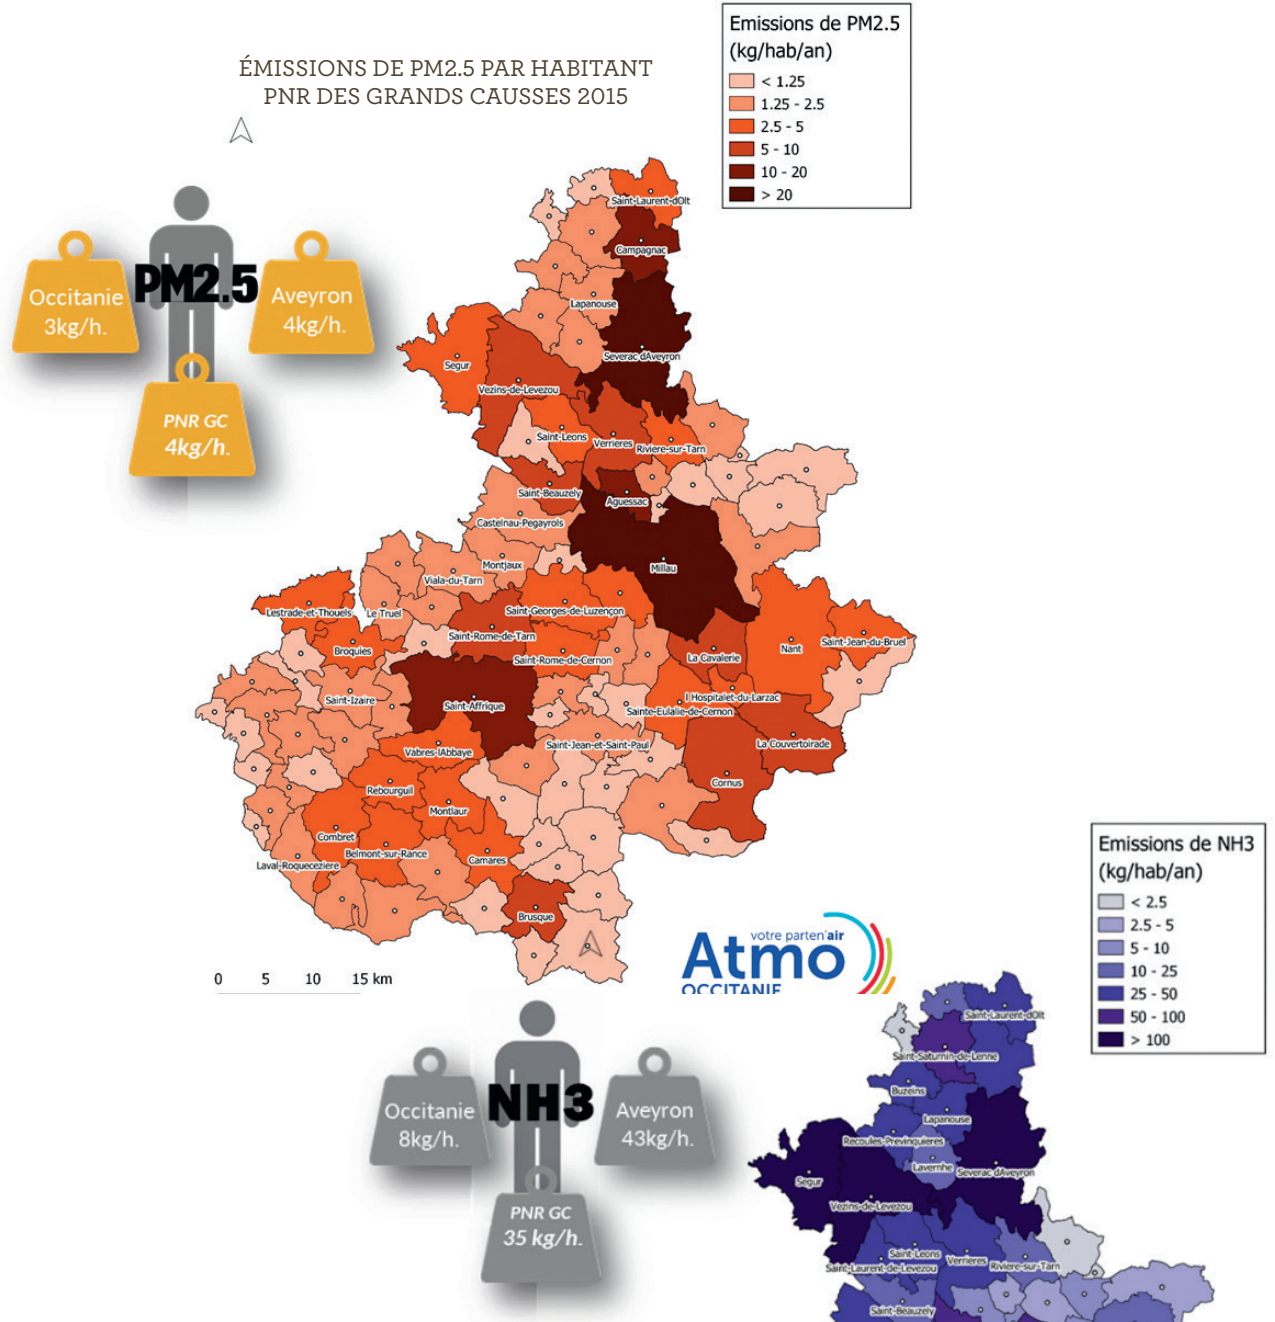 ÉMISSIONS DE PM2.5 PAR HABITANT
PNR DES GRANDS CAUSSES 2015
Emissions de PM2.5
(kg/hab/an)
< 1.25
1.25 - 2.5
2.5 - 5
5 - 10
10 - 20
> 20
PM2.5
Occitanie
3kg/h.
Aveyron
4kg/h.
PNR GC
4kg/h.
Saint-Laurent-dOlt
Campagnac
Lapanouse
Severac dAveyron
Segur
Vezins-de-Levezou
Saint-Leons
Verrieres
Riviere-sur-Tarn
Saint-Beauzely
Aguessac
Castelnau-Pegayrols
Montjaux
Millau
Viala-du-Tarn
Lestrade-et-Thouels
Le Truel
Saint-Georges-de-Luzençon
Saint-Rome-de-Tarn
Broquies
Saint-Rome-de-Cernon
La Cavalerie
Nant
Saint-Jean-du-Bruel
Saint-Izaire
Saint-Affrique
l Hospitalet-du-Larzac
Sainte-Eulalie-de-Cernon
Vabres-lAbbaye
Saint-Jean-et-Saint-Paul
La Couvertoirade
Rebourguil
Cornus
Montlaur
Combret
Belmont-sur-Rance
Laval-Roqueceziere
Camares
Brusque
0 5 10 15 km
votre parten'air
Atmo
OCCITANIE
Emissions de NH3
(kg/hab/an)
< 2.5
2.5 - 5
5 - 10
10 - 25
25 - 50
50 - 100
> 100
NH3
Occitanie
8kg/h.
Aveyron
43kg/h.
PNR GC
35 kg/h.
Saint-Laurent-dOlt
Saint-Saturnin-de-Lenne
Buzeins
Lapanouse
Recoules-Previnquieres
Lavernhe
Severac dAveyron
Segur
Vezins-de-Levezou
Saint-Leons
Verrieres
Riviere-sur-Tarn
Saint-Laurent-de-Levezou
Saint-Beauzely